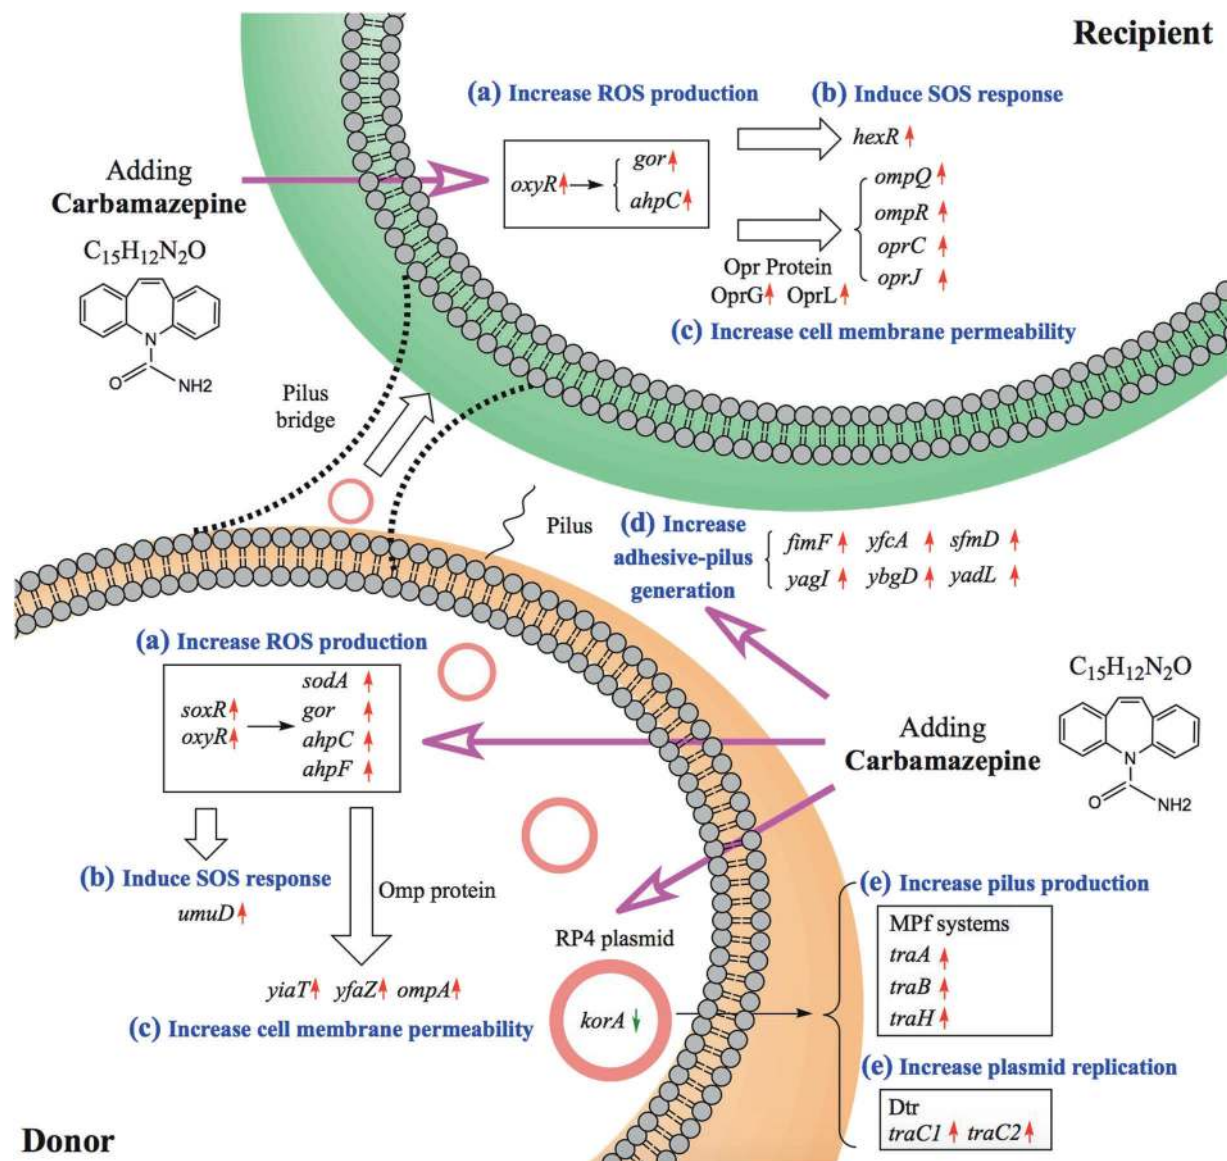 Recipient
(a) Increase ROS production
(b) Induce SOS response
hexR
Adding
Carbamazepine
C₁₅H₁₂N₂O
N
O
NH2
oxyR
gor
ahpC
ompQ
ompR
oprC
oprJ
Opr Protein
OprG OprL
(c) Increase cell membrane permeability
Pilus
bridge
Pilus
(d) Increase
adhesive-pilus
generation
fimF yfcA sfmD
yagI ybgD yadL
(a) Increase ROS production
soxR
oxyR
sodA
gor
ahpC
ahpF
C₁₅H₁₂N₂O
N
O
NH2
Adding
Carbamazepine
(b) Induce SOS response
umuD
Omp protein
yiaT yfaZ ompA
(c) Increase cell membrane permeability
RP4 plasmid
korA
(e) Increase pilus production
MPf systems
traA
traB
traH
(e) Increase plasmid replication
Dtr
traC1 traC2
Donor